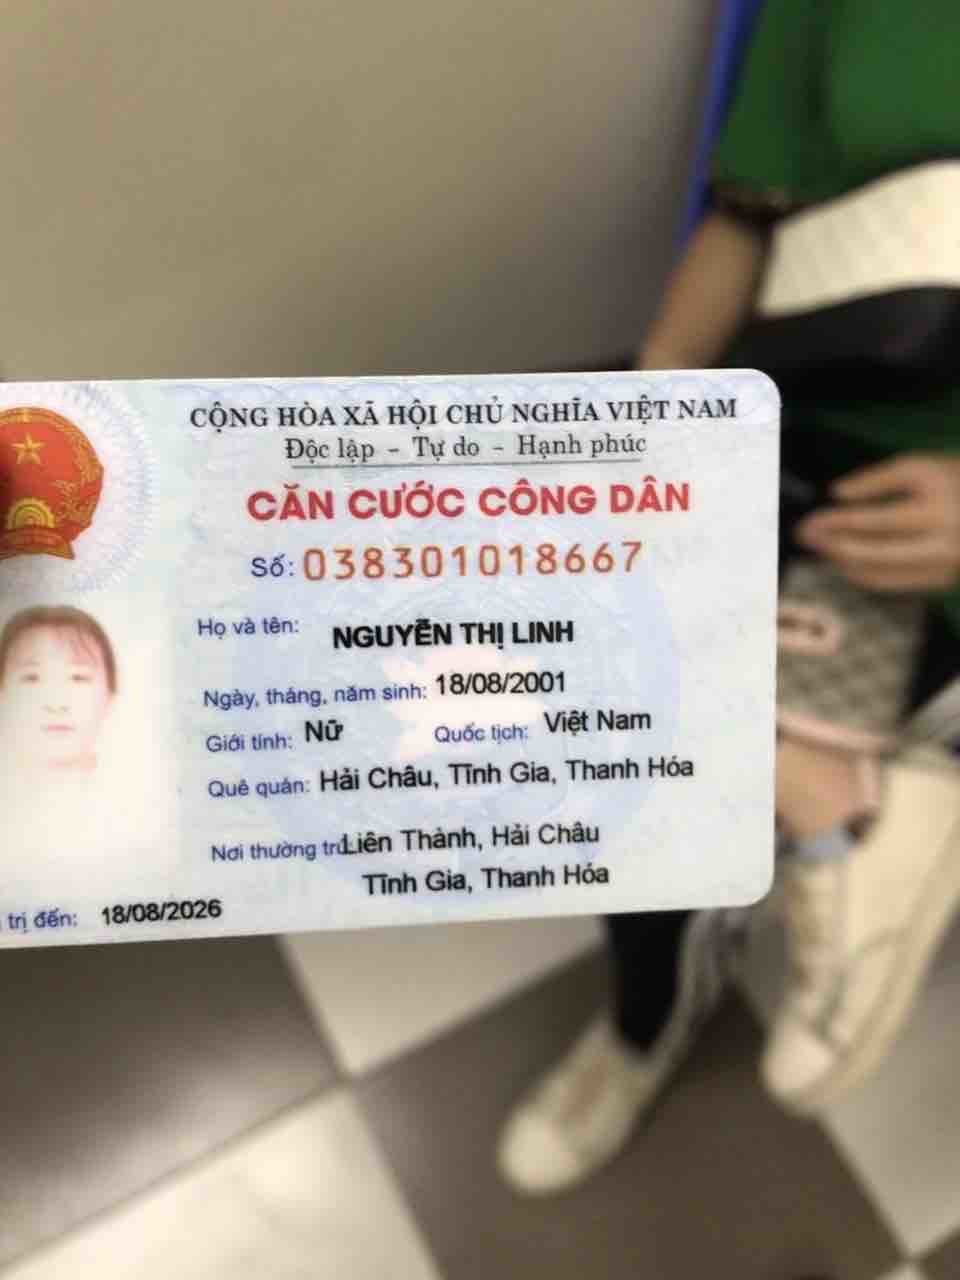 CỘNG HÒA XÃ HỘI CHỦ NGHĨA VIỆT NAM
Độc lập - Tự do - Hạnh phúc
CĂN CƯỚC CÔNG DÂN
Số: 038301018667
Họ và tên: NGUYỄN THỊ LINH
Ngày, tháng, năm sinh: 18/08/2001
Giới tính: Nữ Quốc tịch: Việt Nam
Quê quán: Hải Châu, Tĩnh Gia, Thanh Hóa
Nơi thường trú: Liên Thành, Hải Châu
Tĩnh Gia, Thanh Hóa
trị đến: 18/08/2026